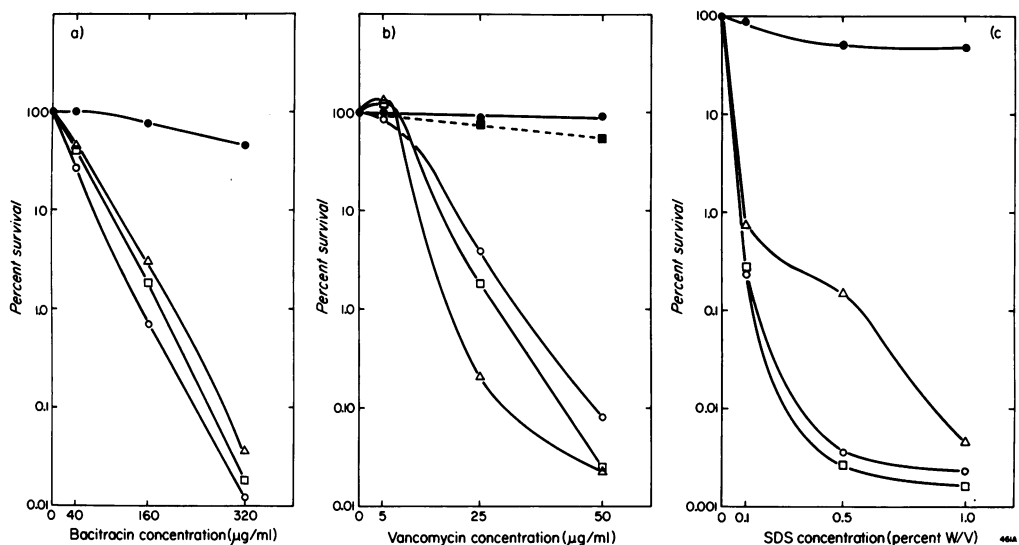 a)
Percent survival
100
10
1.0
0.1
0.01
0 40 160 320
Bacitracin concentration (µg/ml)
b)
Percent survival
100
10
1.0
0.10
0.01
0 5 25 50
Vancomycin concentration (µg/ml)
(c
Percent survival
100
10
1.0
0.1
0.01
0.001
0 0.1 0.5 1.0
SDS concentration (percent W/V)